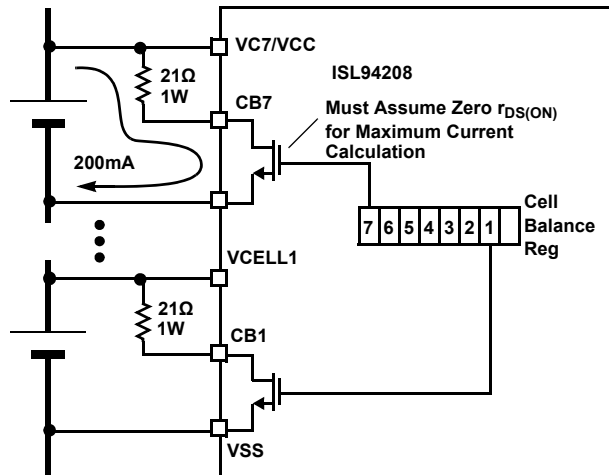 VC7/VCC
21Ω
1W
ISL94208
CB7
Must Assume Zero rDS(ON)
for Maximum Current
Calculation
200mA
Cell
Balance
Reg
7 6 5 4 3 2 1
VCELL1
21Ω
1W
CB1
VSS